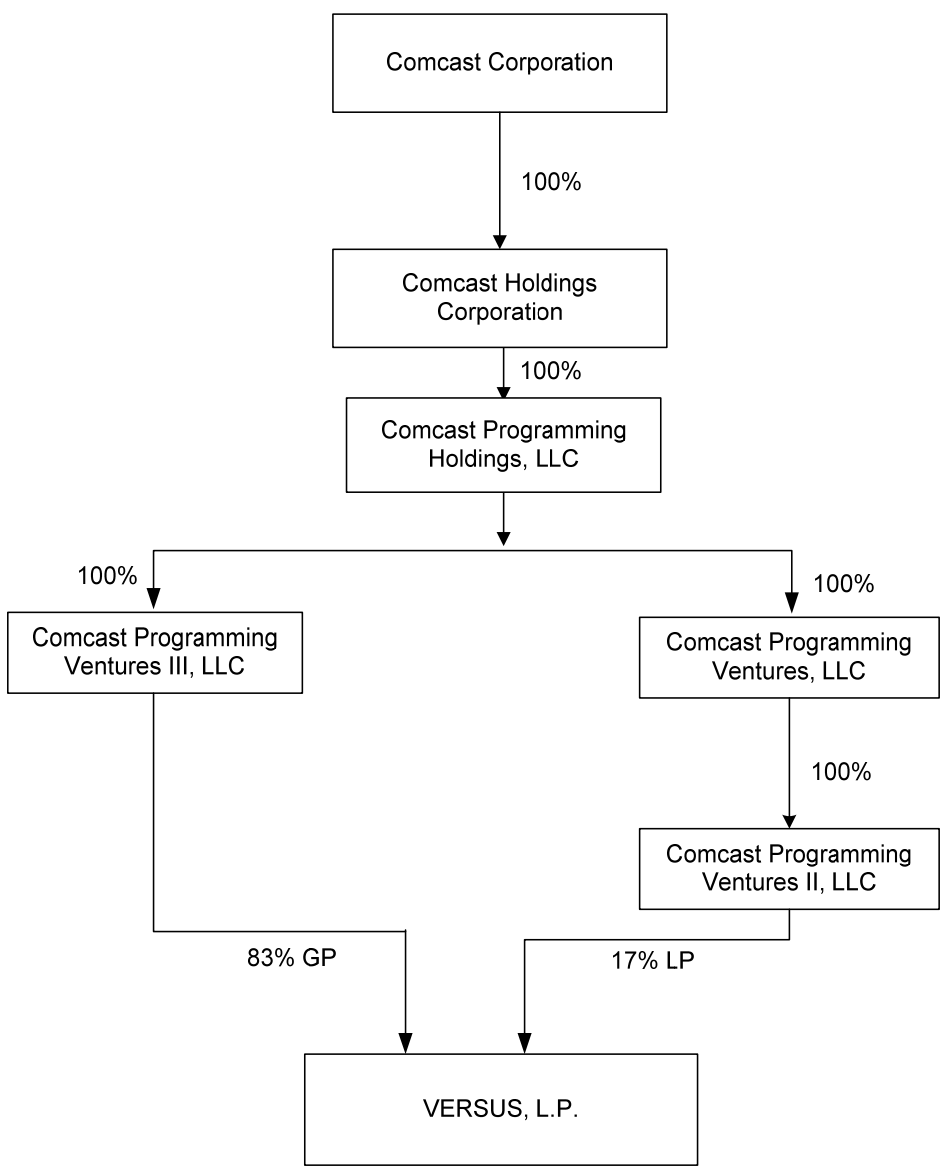 Comcast Corporation
100%
Comcast Holdings
Corporation
100%
Comcast Programming
Holdings, LLC
100%
100%
Comcast Programming
Ventures III, LLC
Comcast Programming
Ventures, LLC
100%
Comcast Programming
Ventures II, LLC
83% GP
17% LP
VERSUS, L.P.